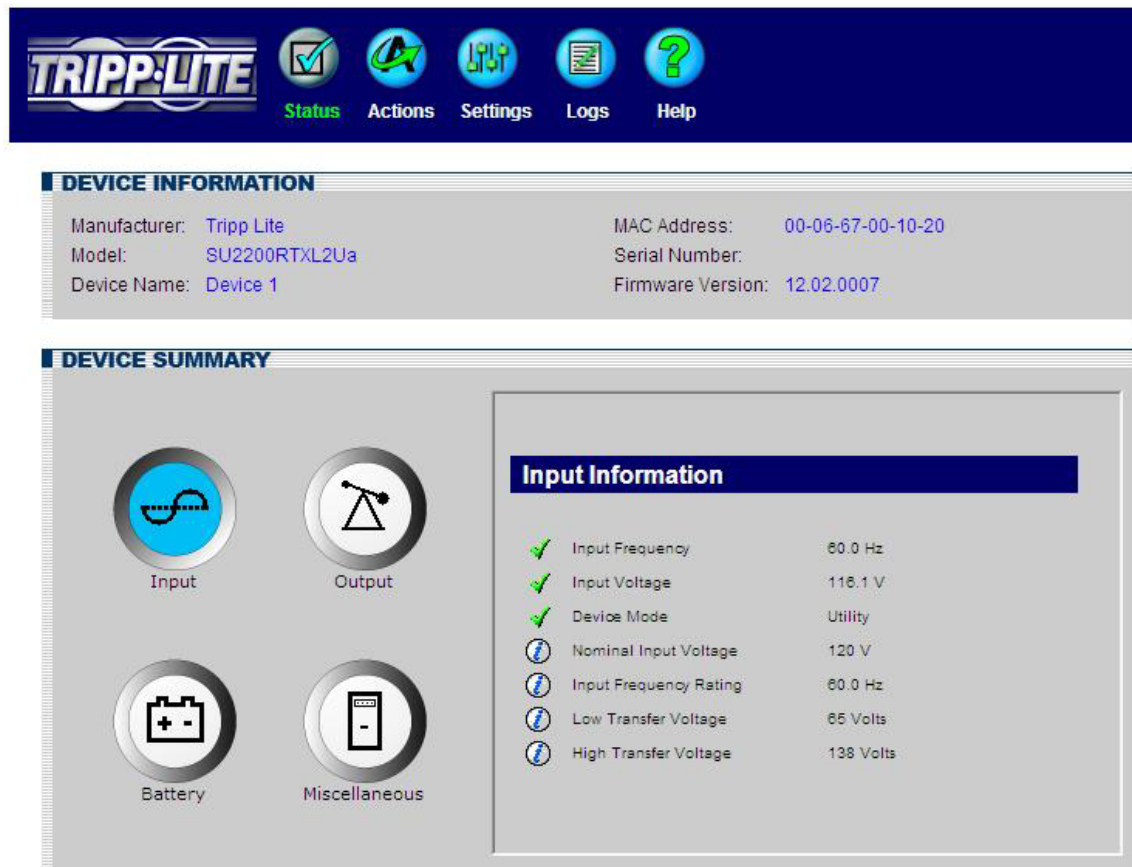 TRIPP·LITE
Status Actions Settings Logs Help
DEVICE INFORMATION
Manufacturer: Tripp Lite MAC Address: 00-06-67-00-10-20
Model: SU2200RTXL2Ua Serial Number:
Device Name: Device 1 Firmware Version: 12.02.0007
DEVICE SUMMARY
Input Information
Input Frequency 60.0 Hz
Input Voltage 116.1 V
Device Mode Utility
Nominal Input Voltage 120 V
Input Frequency Rating 60.0 Hz
Low Transfer Voltage 65 Volts
High Transfer Voltage 138 Volts
Input Output
Battery Miscellaneous